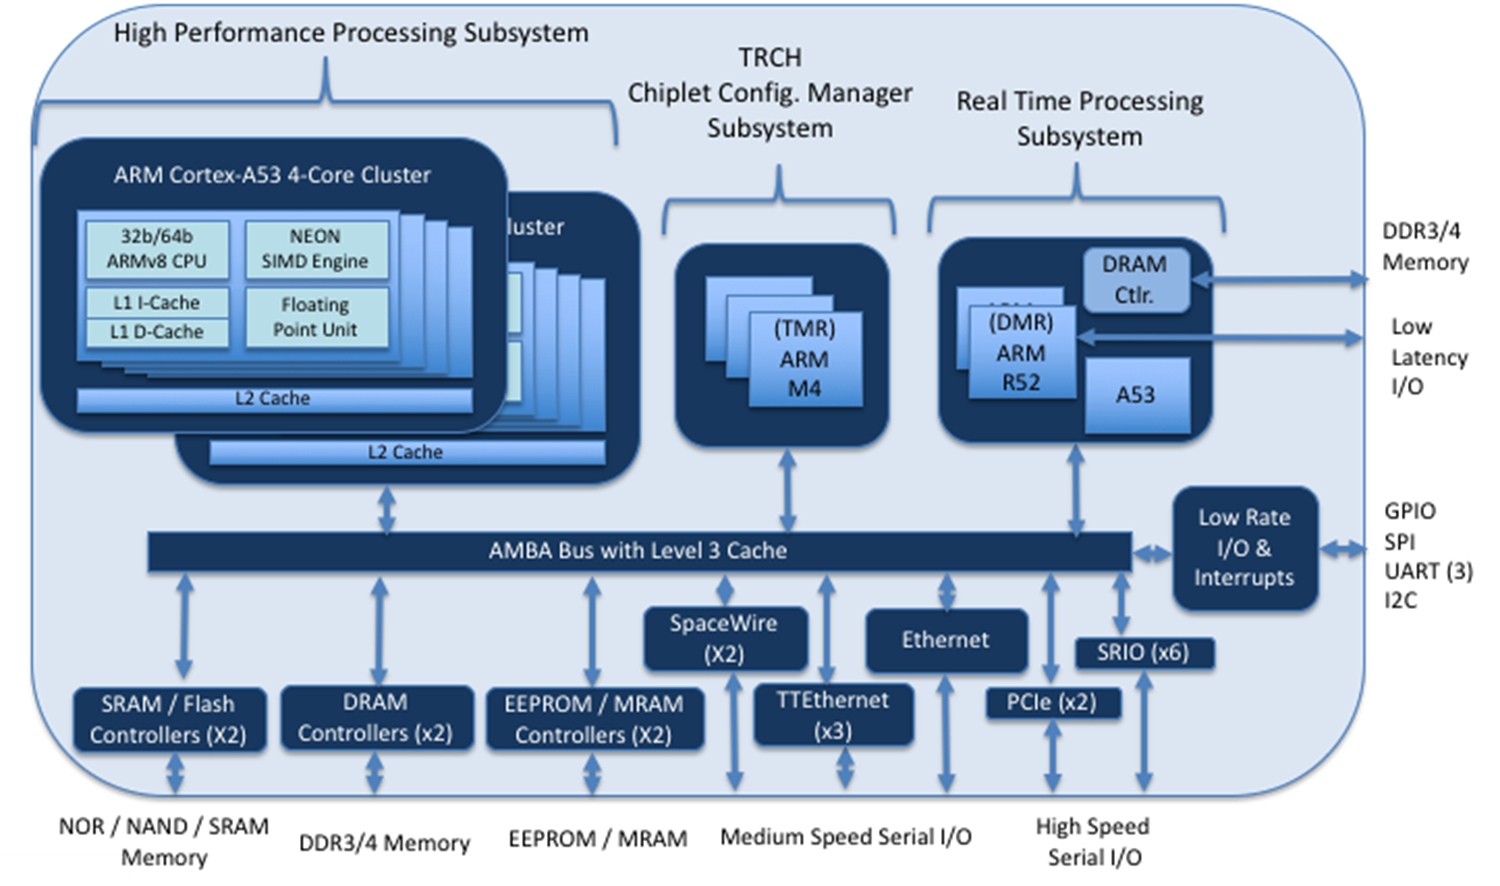 High Performance Processing Subsystem
TRCH
Chiplet Config. Manager
Subsystem
Real Time Processing
Subsystem
ARM Cortex-A53 4-Core Cluster
32b/64b
ARMv8 CPU
NEON
SIMD Engine
L1 I-Cache
L1 D-Cache
Floating
Point Unit
L2 Cache
luster
L2 Cache
(TMR)
ARM
M4
DRAM
Ctlr.
(DMR)
ARM
R52
A53
DDR3/4
Memory
Low
Latency
I/O
AMBA Bus with Level 3 Cache
Low Rate
I/O &
Interrupts
GPIO
SPI
UART (3)
I2C
SpaceWire
(X2)
Ethernet
SRIO (x6)
SRAM / Flash
Controllers (X2)
DRAM
Controllers (x2)
EEPROM / MRAM
Controllers (X2)
TTEthernet
(x3)
PCIe (x2)
NOR / NAND / SRAM
Memory
DDR3/4 Memory
EEPROM / MRAM
Medium Speed Serial I/O
High Speed
Serial I/O